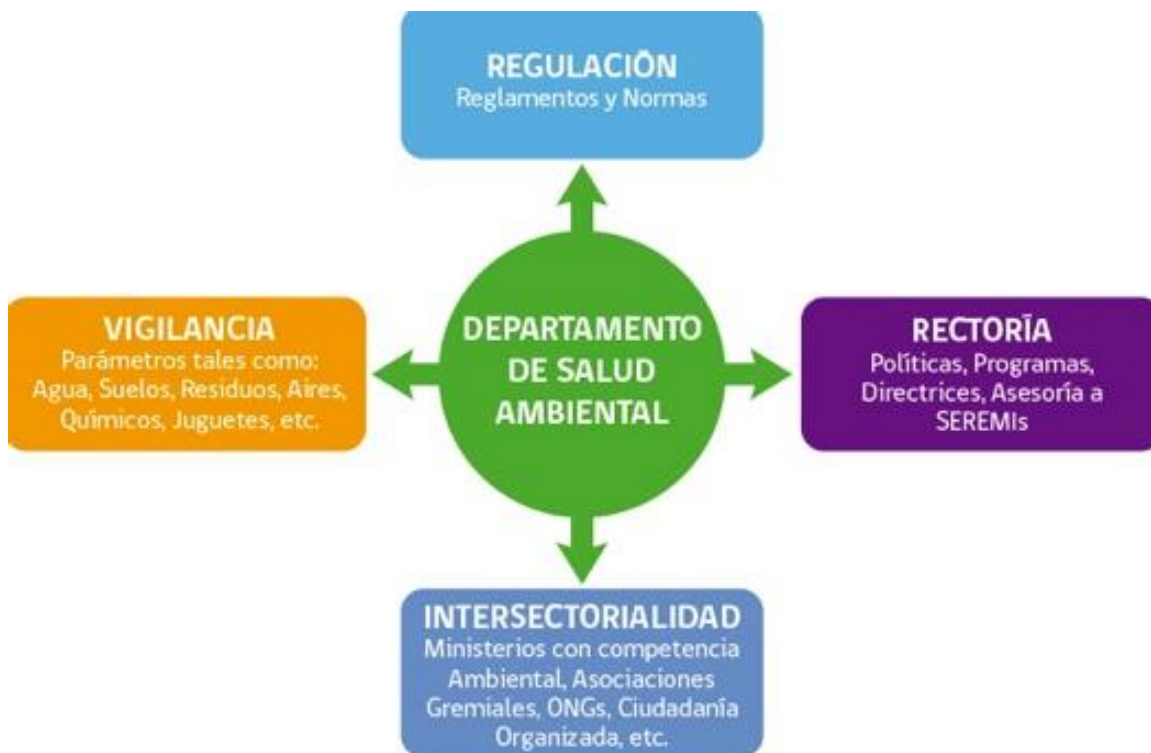 REGULACIÓN
Reglamentos y Normas
VIGILANCIA
Parámetros tales como:
Agua, Suelos, Residuos, Aires,
Químicos, Juguetes, etc.
DEPARTAMENTO
DE SALUD
AMBIENTAL
RECTORÍA
Políticas, Programas,
Directrices, Asesoría a
SEREMIs
INTERSECTORIALIDAD
Ministerios con competencia
Ambiental, Asociaciones
Gremiales, ONGs, Ciudadanía
Organizada, etc.